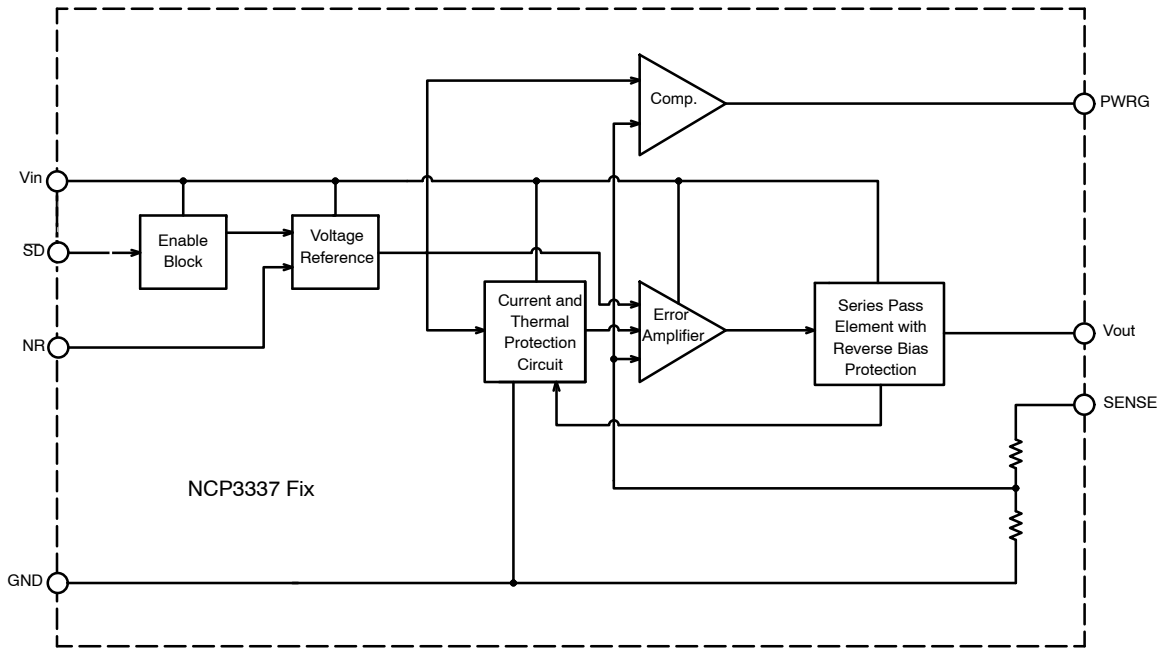 Comp.
PWRG
Vin
Enable
Block
Voltage
Reference
S̅D̅
Current and
Thermal
Protection
Circuit
Error
Amplifier
Series Pass
Element with
Reverse Bias
Protection
Vout
NR
SENSE
NCP3337 Fix
GND